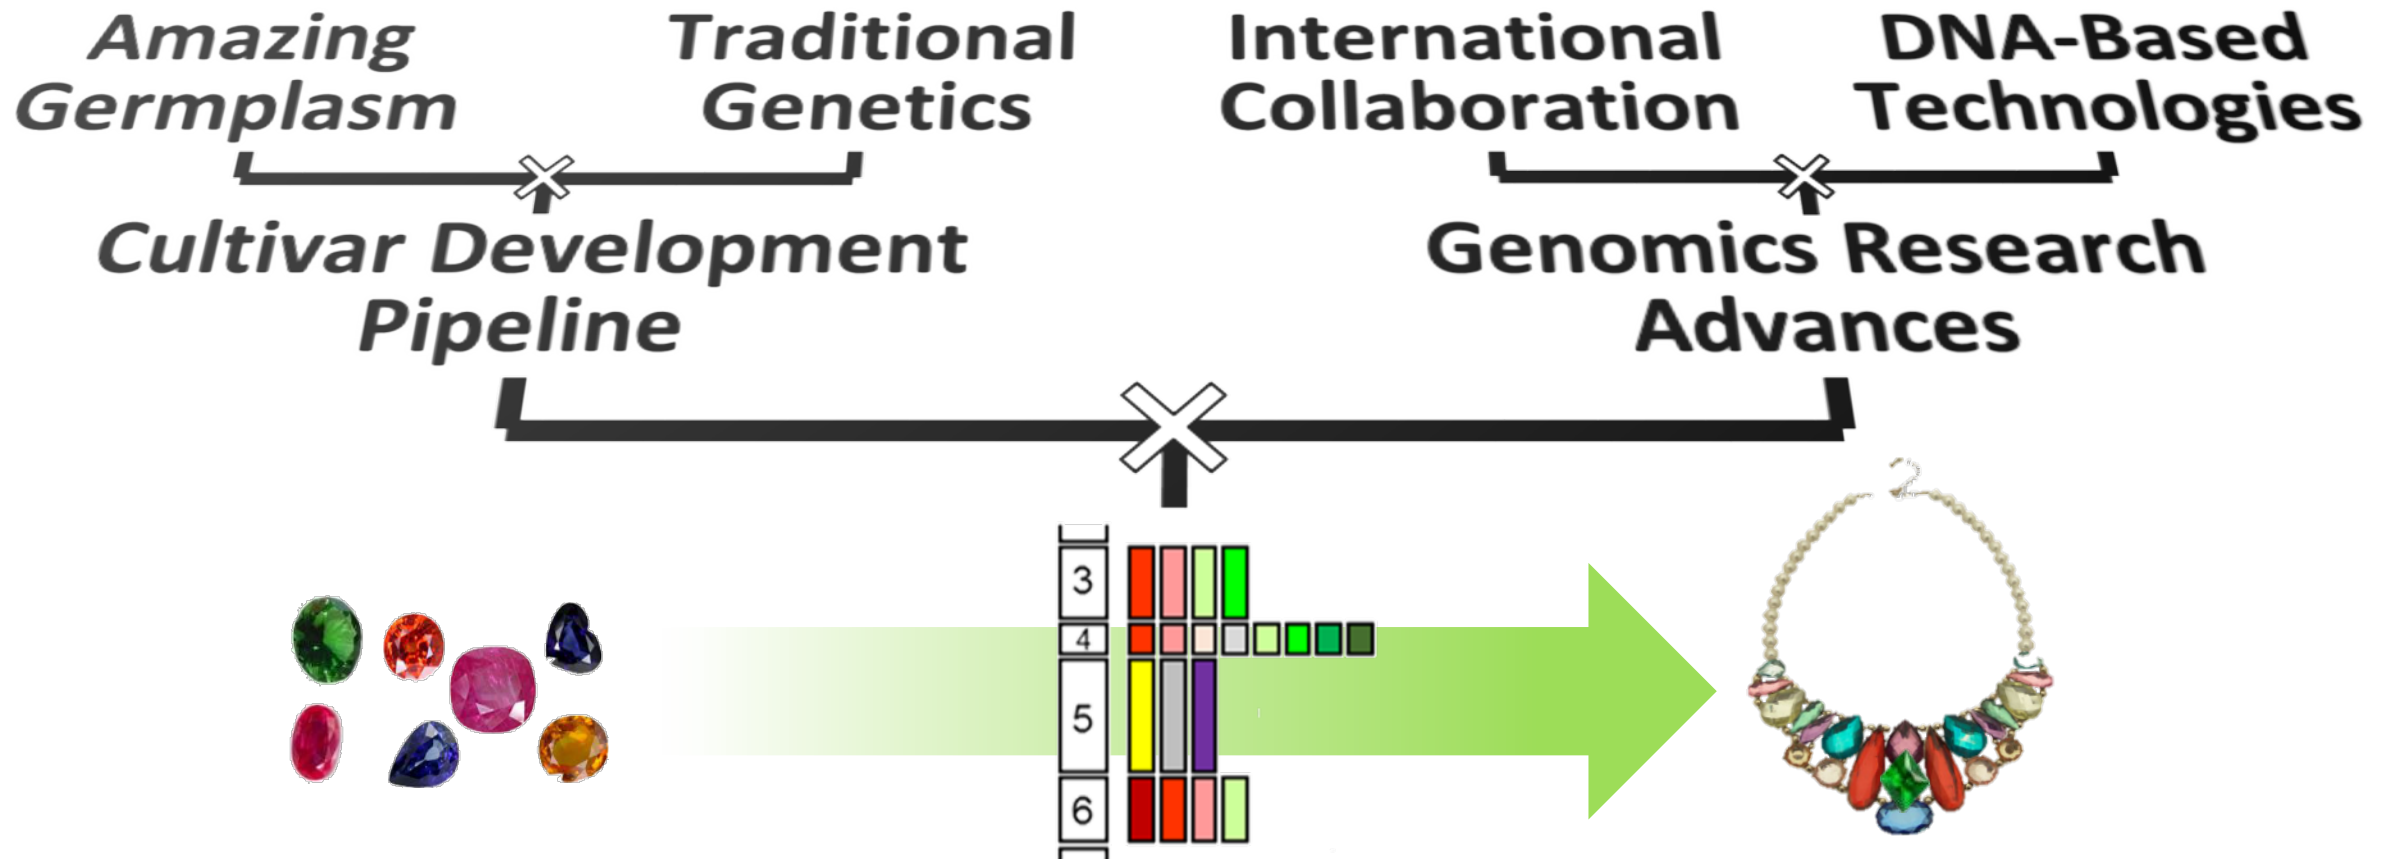 Amazing
Germplasm
Traditional
Genetics
International
Collaboration
DNA-Based
Technologies
Cultivar Development
Pipeline
Genomics Research
Advances
3
4
5
6